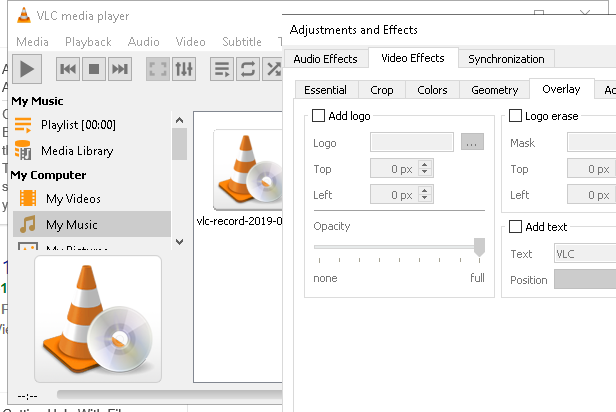 VLC media player
Media Playback Audio Video Subtitle
My Music
Playlist [00:00]
Media Library
My Computer
My Videos
My Music
My Pictures
--:--
vlc-record-2019-0
Adjustments and Effects
Audio Effects Video Effects Synchronization
Essential Crop Colors Geometry Overlay
Add logo
Logo ...
Top 0 px
Left 0 px
Opacity
none full
Logo erase
Mask
Top 0 px
Left 0 px
Add text
Text VLC
Position